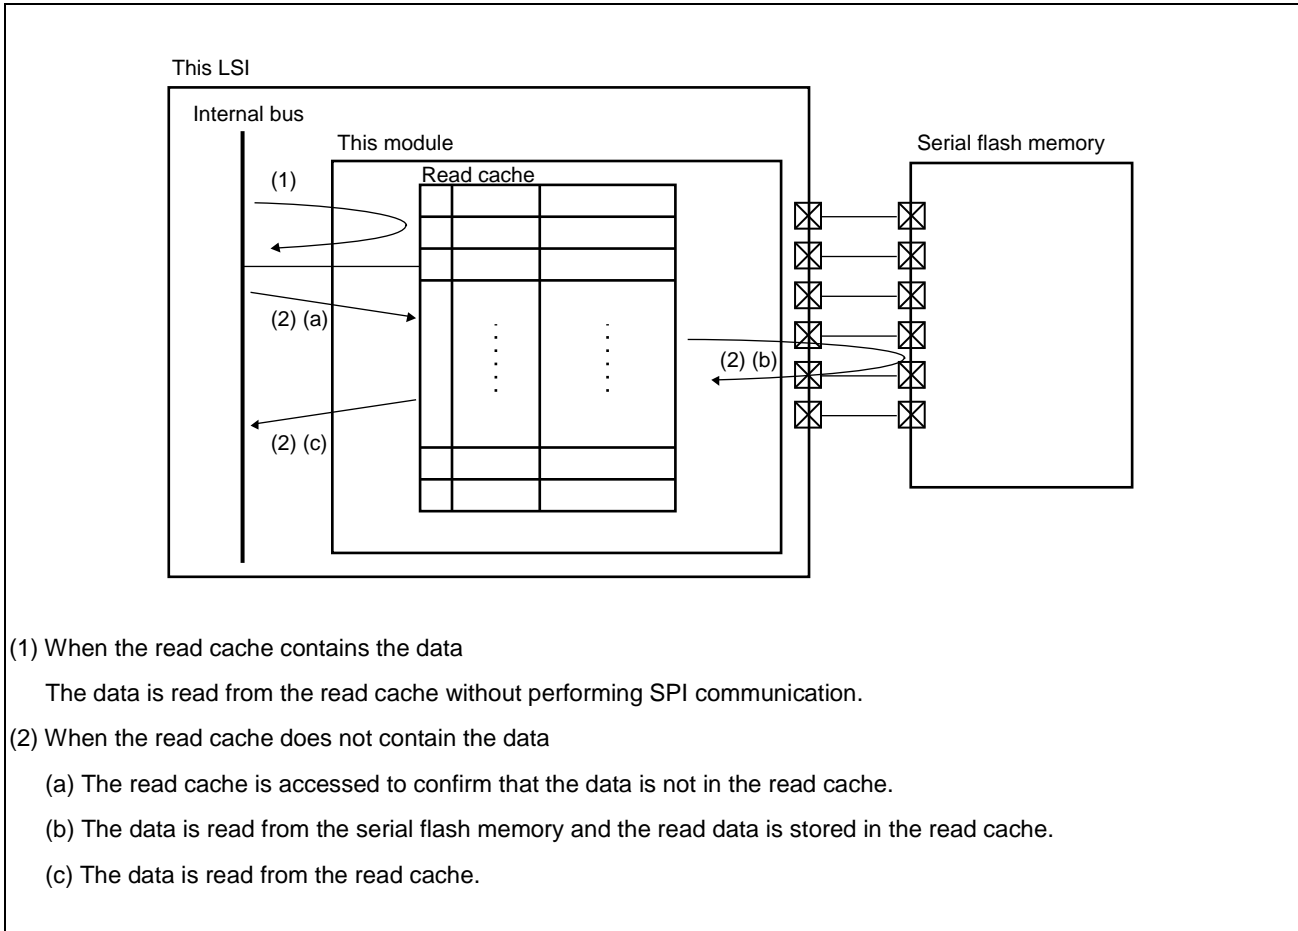 This LSI
Internal bus
This module
Serial flash memory
Read cache
(1)
(2) (a)
(2) (b)
(2) (c)
(1) When the read cache contains the data
The data is read from the read cache without performing SPI communication.
(2) When the read cache does not contain the data
(a) The read cache is accessed to confirm that the data is not in the read cache.
(b) The data is read from the serial flash memory and the read data is stored in the read cache.
(c) The data is read from the read cache.